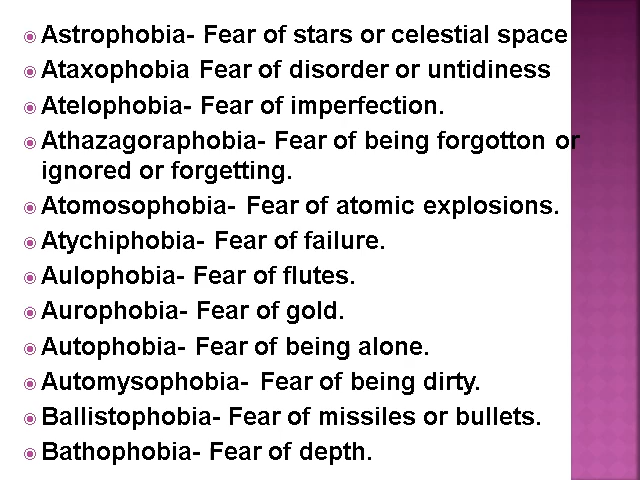 Astrophobia- Fear of stars or celestial space
Ataxophobia Fear of disorder or untidiness
Atelophobia- Fear of imperfection.
Athazagoraphobia- Fear of being forgotton or
ignored or forgetting.
Atomosophobia- Fear of atomic explosions.
Atychiphobia- Fear of failure.
Aulophobia- Fear of flutes.
Aurophobia- Fear of gold.
Autophobia- Fear of being alone.
Automysophobia- Fear of being dirty.
Ballistophobia- Fear of missiles or bullets.
Bathophobia- Fear of depth.